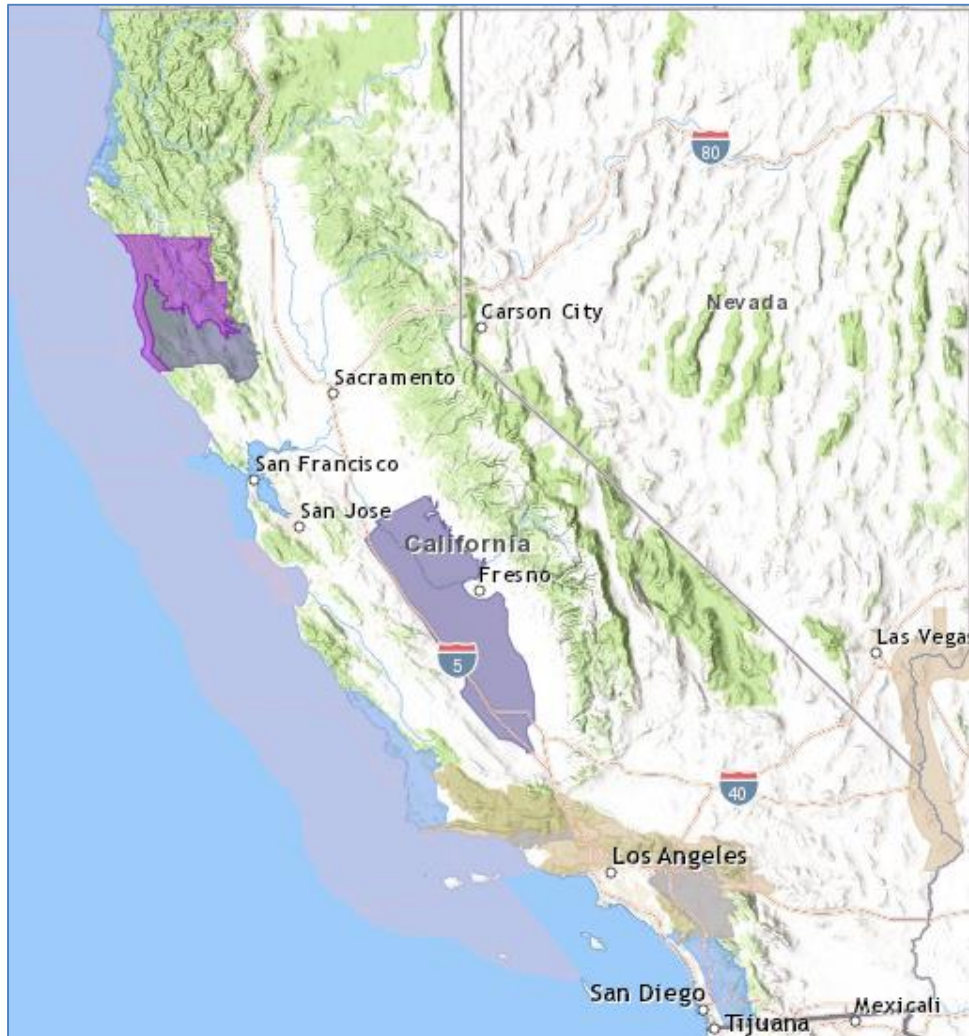 80
Nevada
Carson City
Sacramento
San Francisco
San Jose
California
Fresno
Las Vegas
5
40
Los Angeles
San Diego
Tijuana
Mexicali